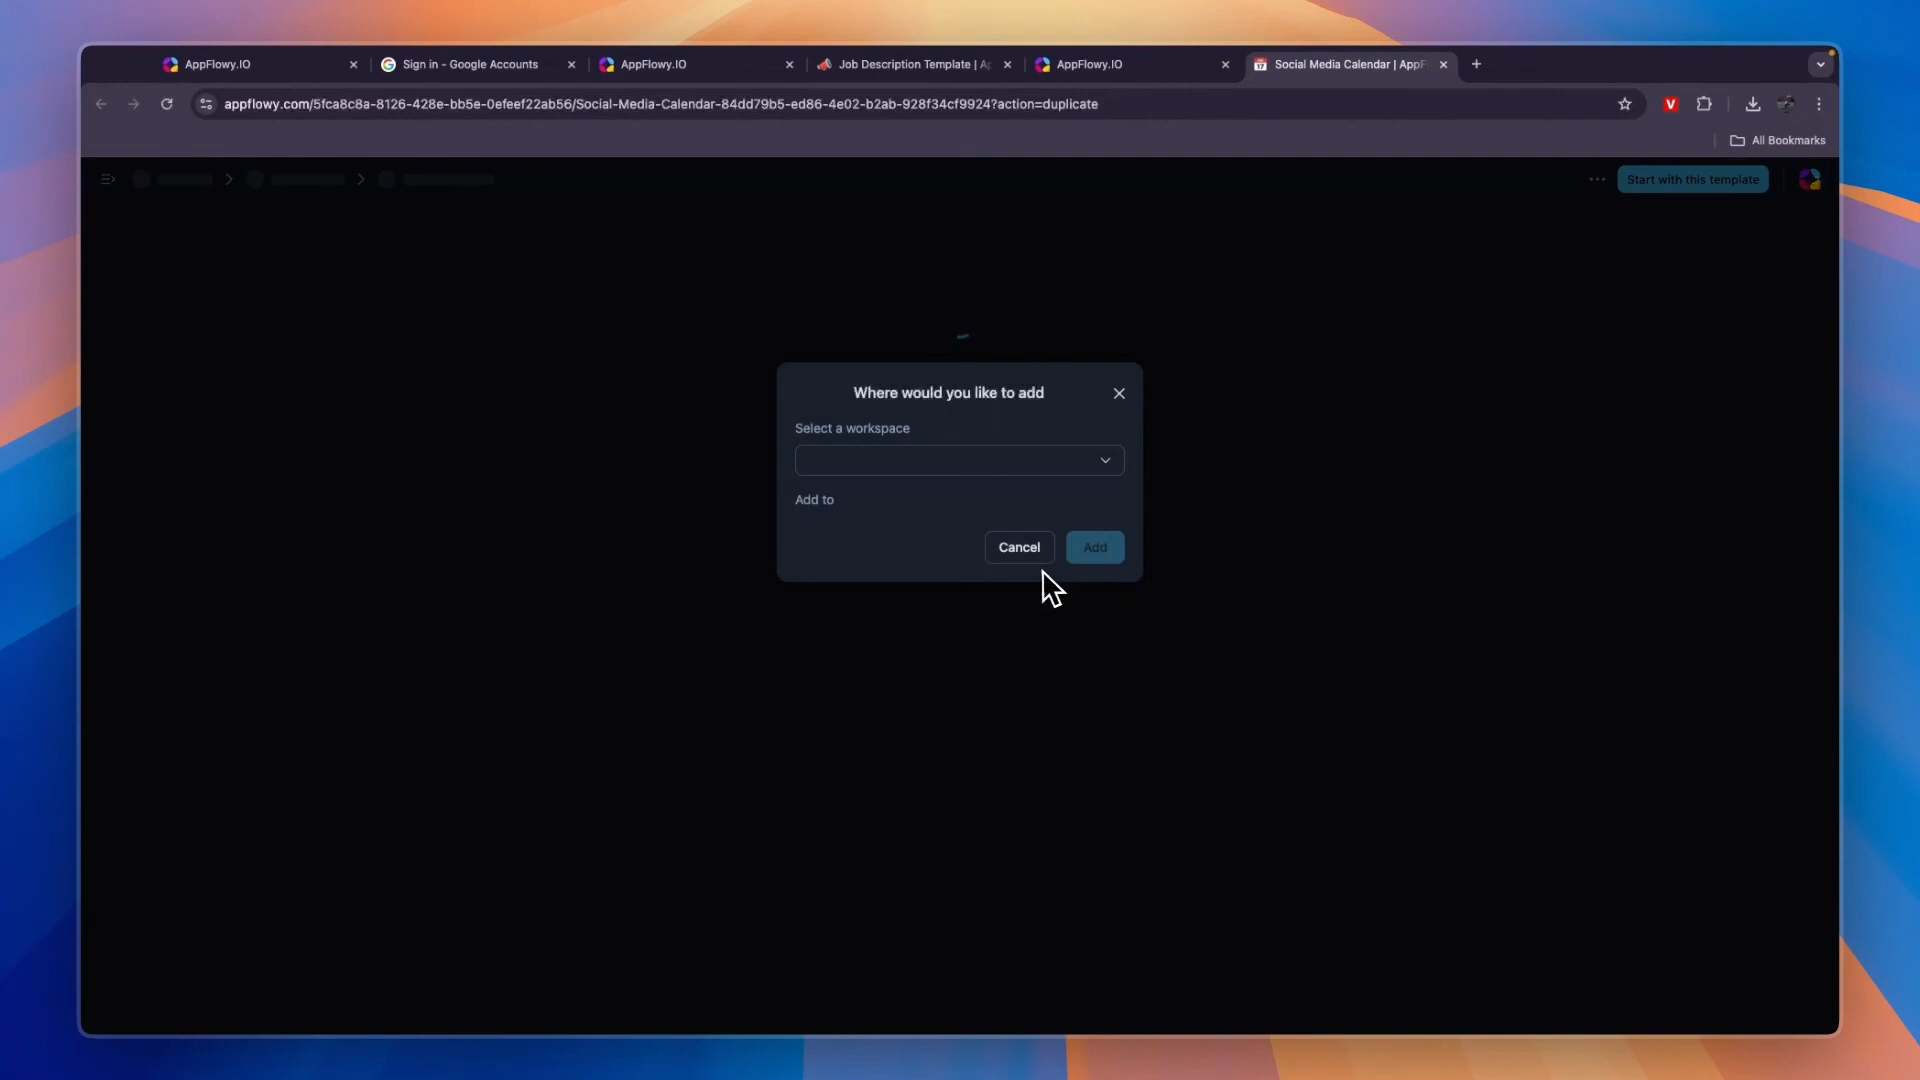 AppFlowy.IO
Sign in - Google Accounts
AppFlowy.IO
Job Description Template | Ap
AppFlowy.IO
Social Media Calendar | AppF
appflowy.com/5fca8c8a-8126-428e-bb5e-0efeef22ab56/Social-Media-Calendar-84dd79b5-ed86-4e02-b2ab-928f34cf9924?action=duplicate
V
All Bookmarks
Start with this template
Where would you like to add
Select a workspace
Add to
Cancel
Add